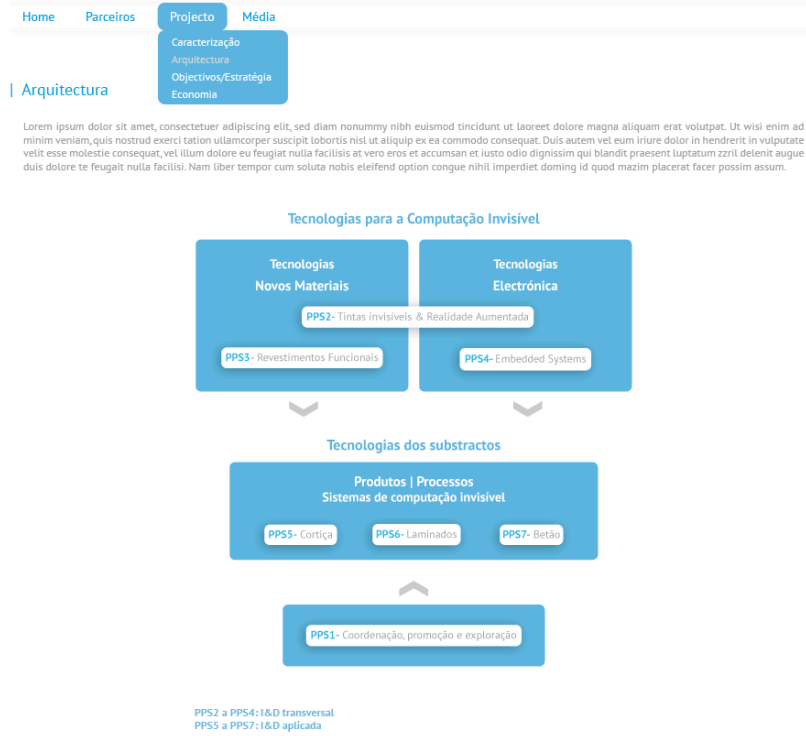 Home Parceiros Projecto Média
Caracterização
Arquitectura
Objectivos/Estratégia
Economia
| Arquitectura
Lorem ipsum dolor sit amet, consectetuer adipiscing elit, sed diam nonummy nibh euismod tincidunt ut laoreet dolore magna aliquam erat volutpat. Ut wisi enim ad
minim veniam, quis nostrud exerci tation ullamcorper suscipit lobortis nisl ut aliquip ex ea commodo consequat. Duis autem vel eum iriure dolor in hendrerit in vulputate
velit esse molestie consequat, vel illum dolore eu feugiat nulla facilisis at vero eros et accumsan et iusto odio dignissim qui blandit praesent luptatum zzril delenit augue
duis dolore te feugait nulla facilisi. Nam liber tempor cum soluta nobis eleifend option congue nihil imperdiet doming id quod mazim placerat facer possim assum.
Tecnologias para a Computação Invisível
Tecnologias
Novos Materiais
Tecnologias
Electrónica
PPS2- Tintas invisíveis & Realidade Aumentada
PPS3- Revestimentos Funcionais
PPS4- Embedded Systems
Tecnologias dos substractos
Produtos | Processos
Sistemas de computação invisível
PPS5- Cortiça
PPS6- Laminados
PPS7- Betão
PPS1- Coordenação, promoção e exploração
PPS2 a PPS4: I&D transversal
PPS5 a PPS7: I&D aplicada